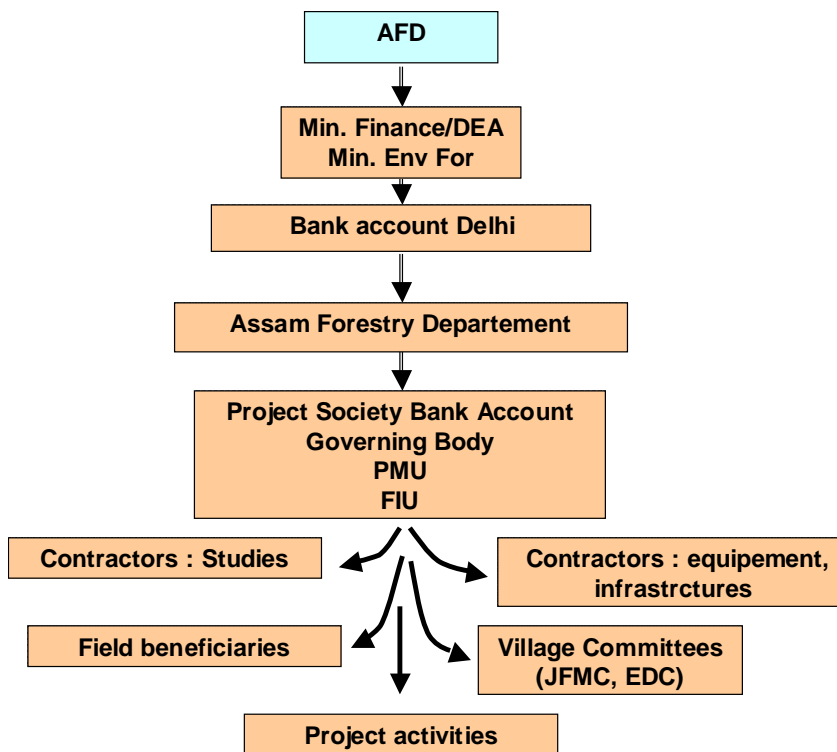 AFD
Min. Finance/DEA
Min. Env For
Bank account Delhi
Assam Forestry Departement
Project Society Bank Account
Governing Body
PMU
FIU
Contractors : Studies
Contractors : equipement,
infrastrctures
Field beneficiaries
Village Committees
(JFMC, EDC)
Project activities